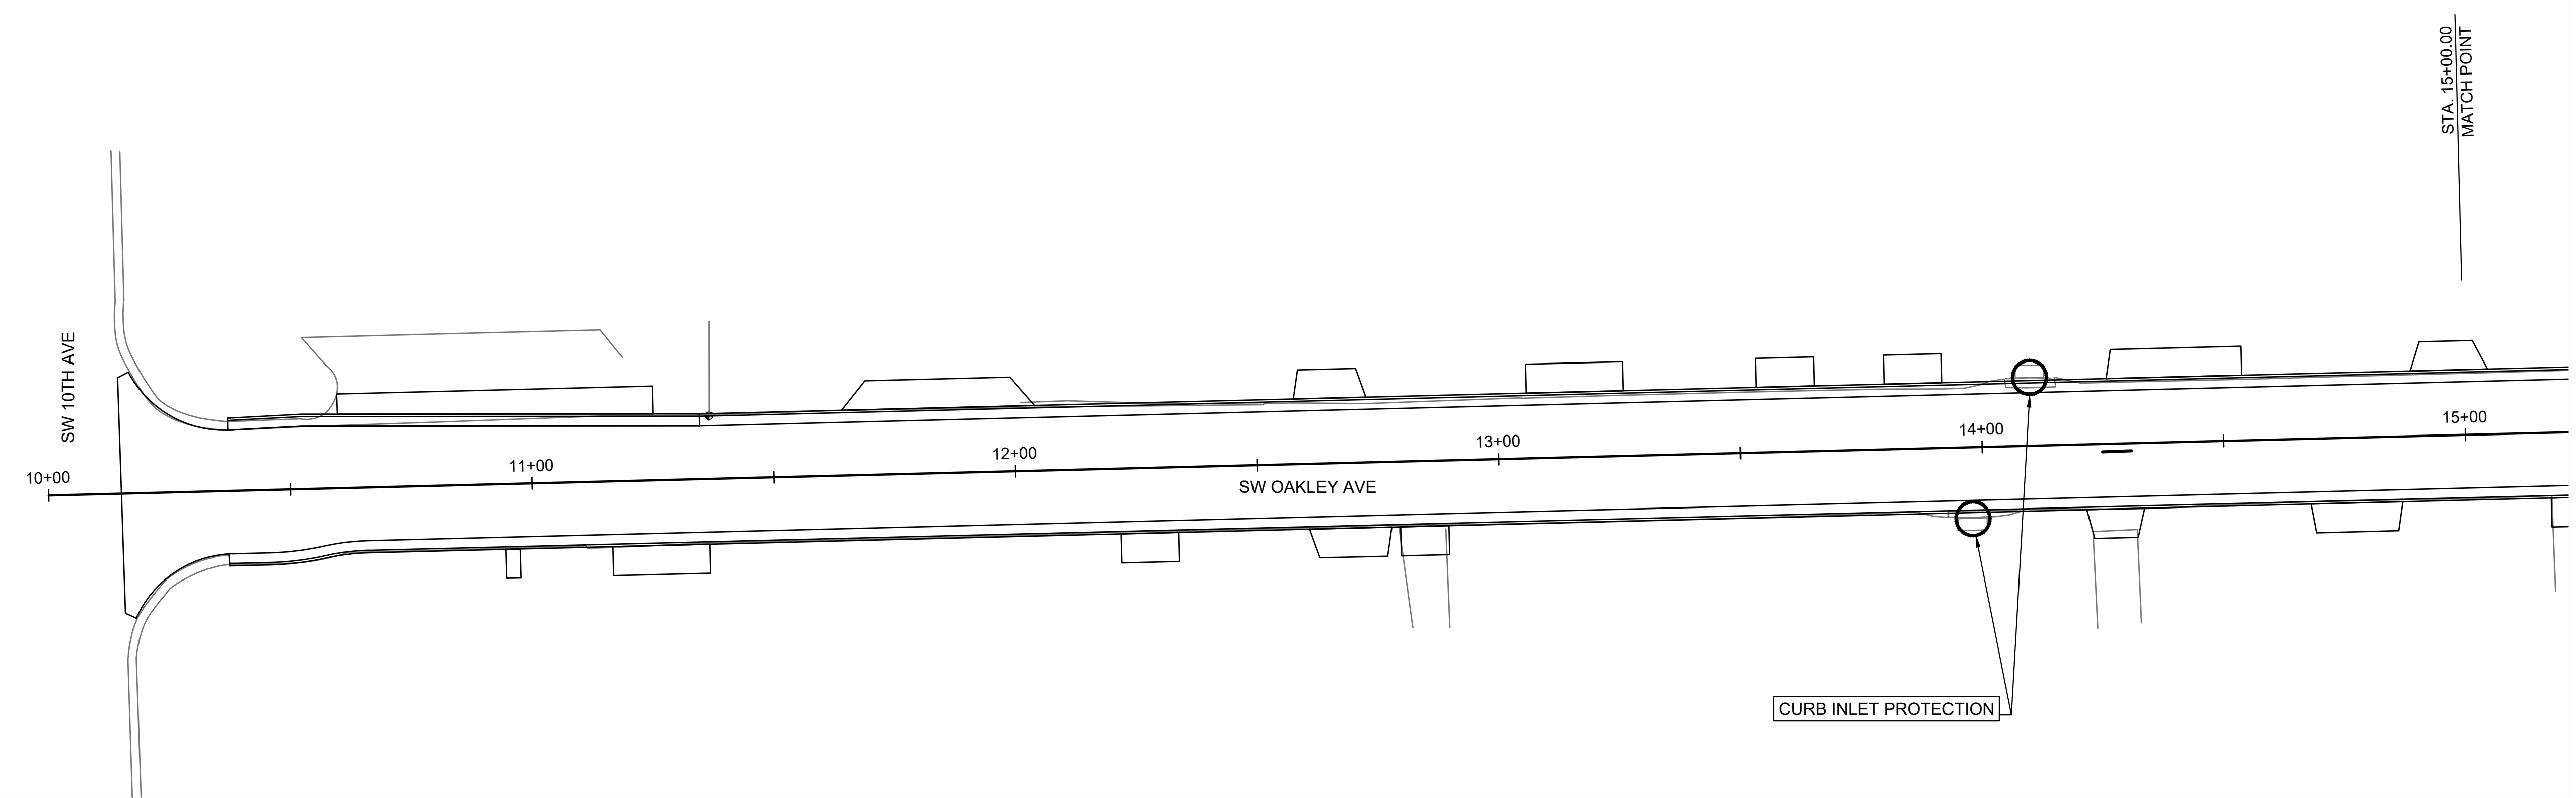 STA. 15+00.00
MATCH POINT
SW 10TH AVE
10+00
11+00
12+00
13+00
14+00
15+00
SW OAKLEY AVE
CURB INLET PROTECTION